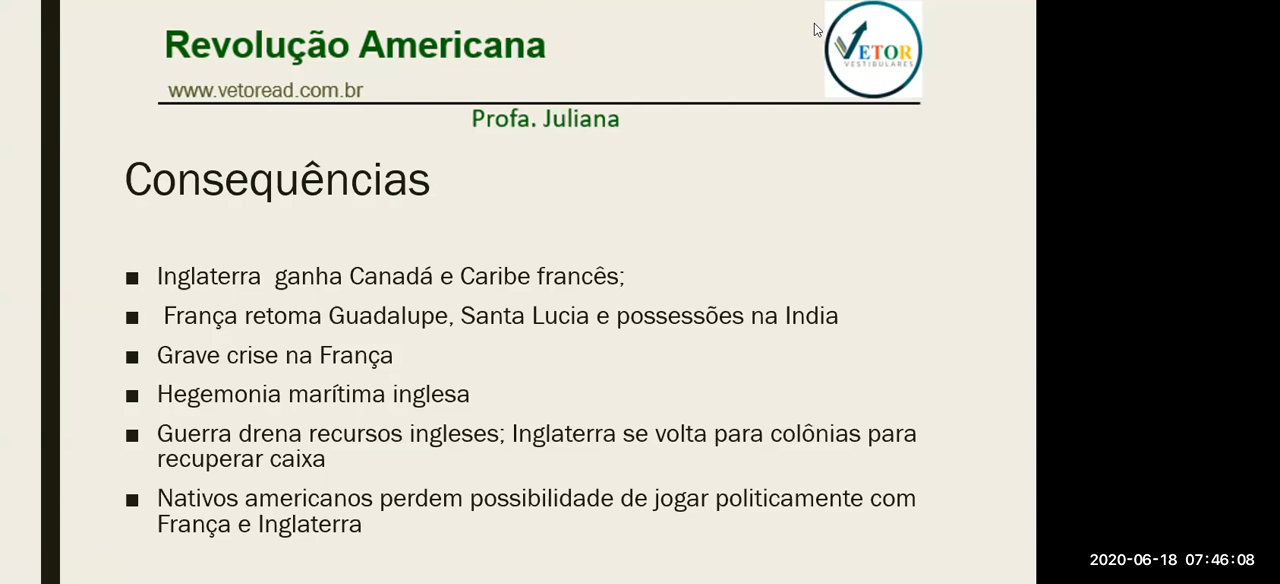 Revolução Americana
VETOR
VESTIBULARES
www.vetoread.com.br
Profa. Juliana
Consequências
■ Inglaterra ganha Canadá e Caribe francês;
■ França retoma Guadalupe, Santa Lucia e possessões na India
■ Grave crise na França
■ Hegemonia marítima inglesa
■ Guerra drena recursos ingleses; Inglaterra se volta para colônias para
recuperar caixa
■ Nativos americanos perdem possibilidade de jogar politicamente com
França e Inglaterra
2020-06-18 07:46:08